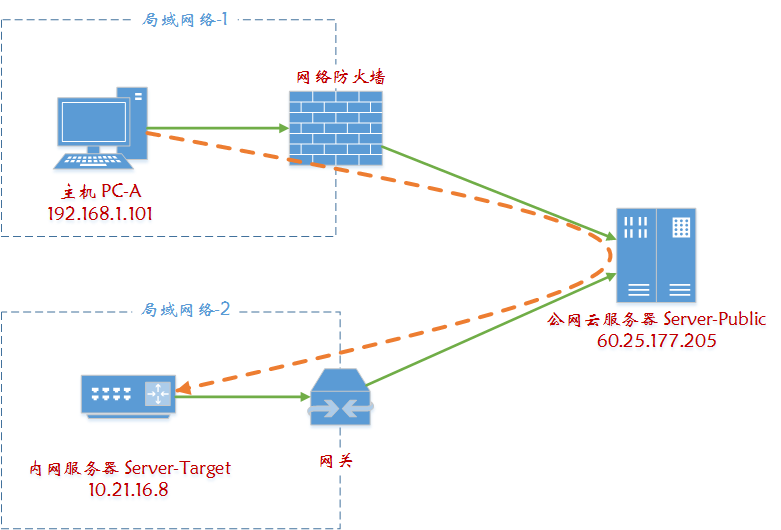 局域网络-1
网络防火墙
主机 PC-A
192.168.1.101
公网云服务器 Server-Public
60.25.177.205
局域网络-2
网关
内网服务器 Server-Target
10.21.16.8